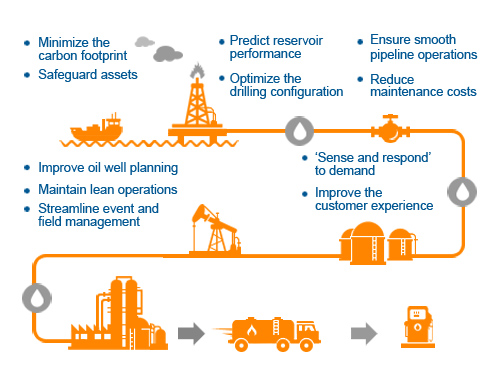 • Minimize the
carbon footprint
• Safeguard assets
• Predict reservoir
performance
• Optimize the
drilling configuration
• Ensure smooth
pipeline operations
• Reduce
maintenance costs
• Improve oil well planning
• Maintain lean operations
• Streamline event and
field management
• ‘Sense and respond’
to demand
• Improve the
customer experience